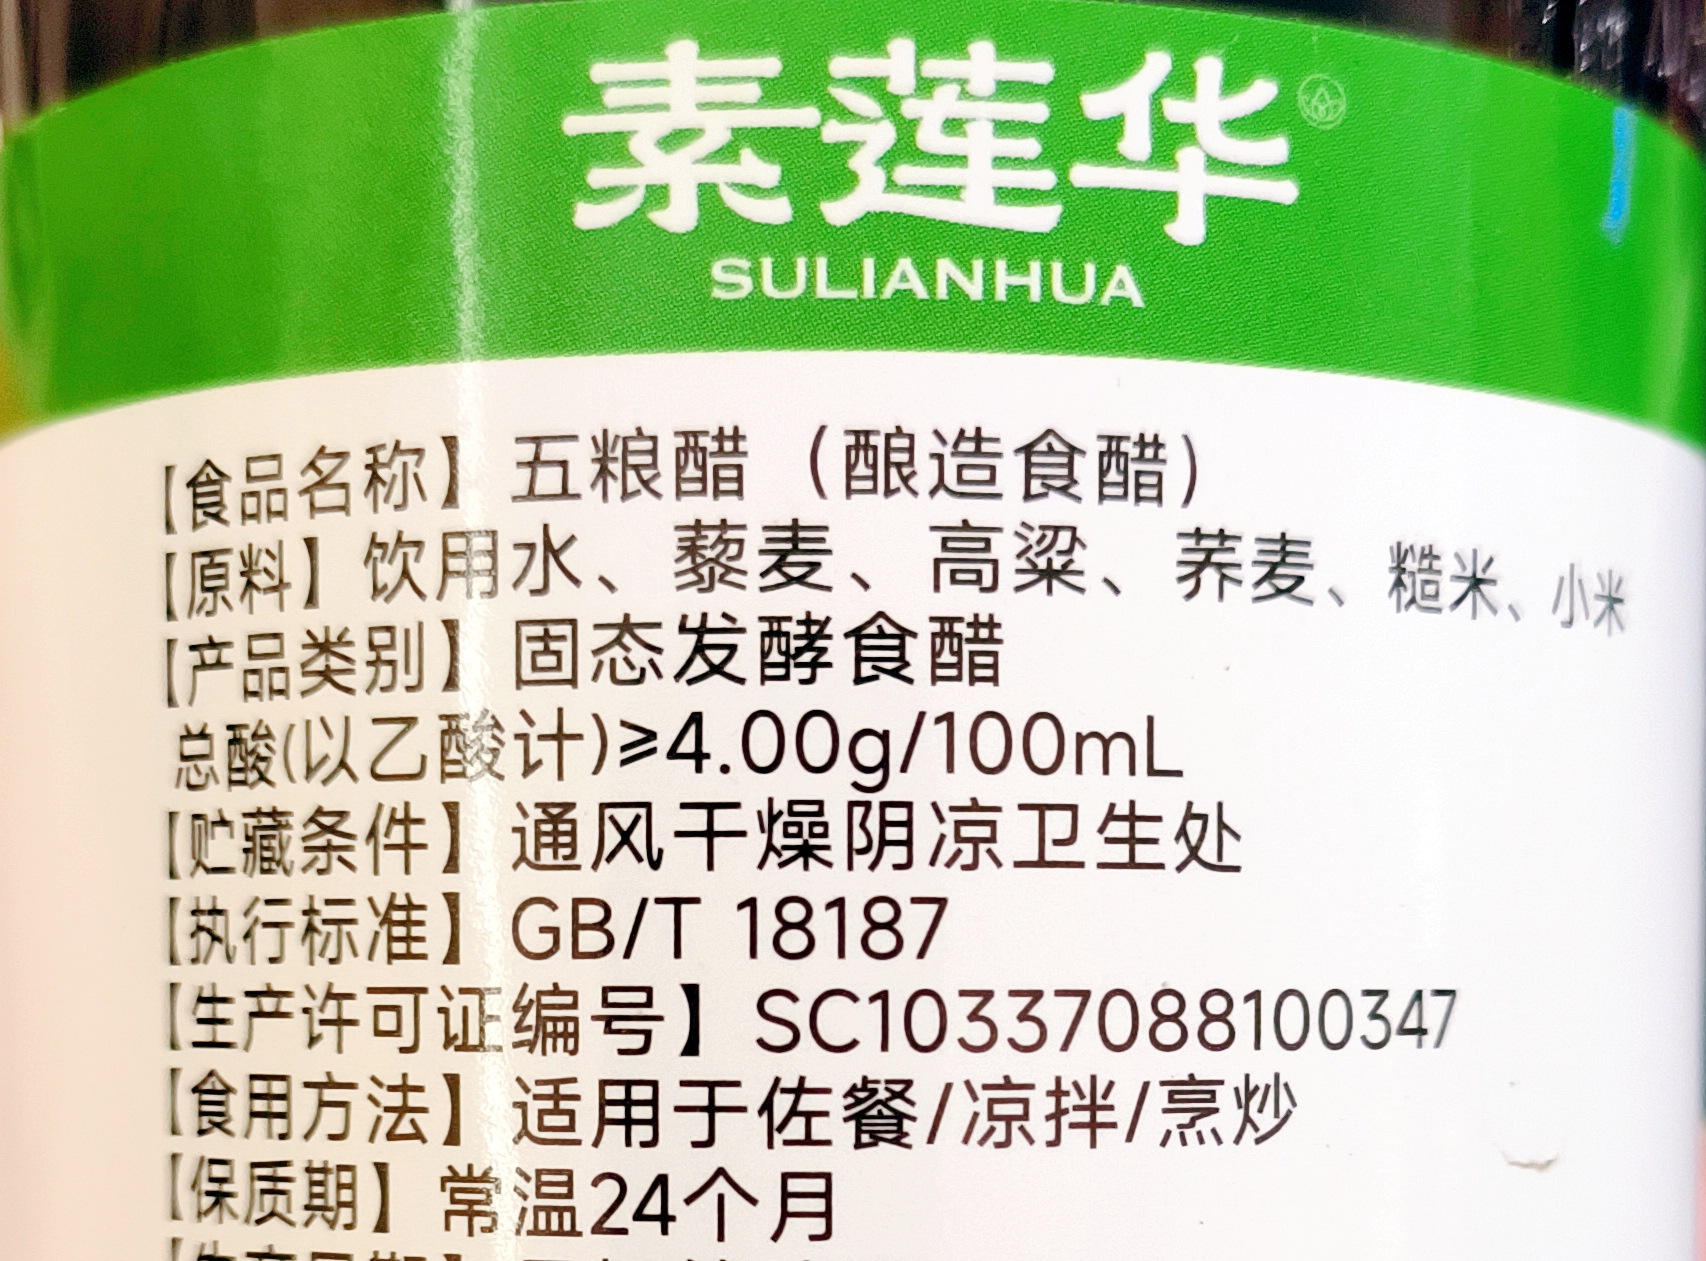 素莲华
SULIANHUA
【食品名称】五粮醋（酿造食醋）
【原料】饮用水、藜麦、高粱、荞麦、糙米、小米
【产品类别】固态发酵食醋
总酸(以乙酸计)≥4.00g/100mL
【贮藏条件】通风干燥阴凉卫生处
【执行标准】GB/T 18187
【生产许可证编号】SC10337088100347
【食用方法】适用于佐餐/凉拌/烹炒
【保质期】常温24个月